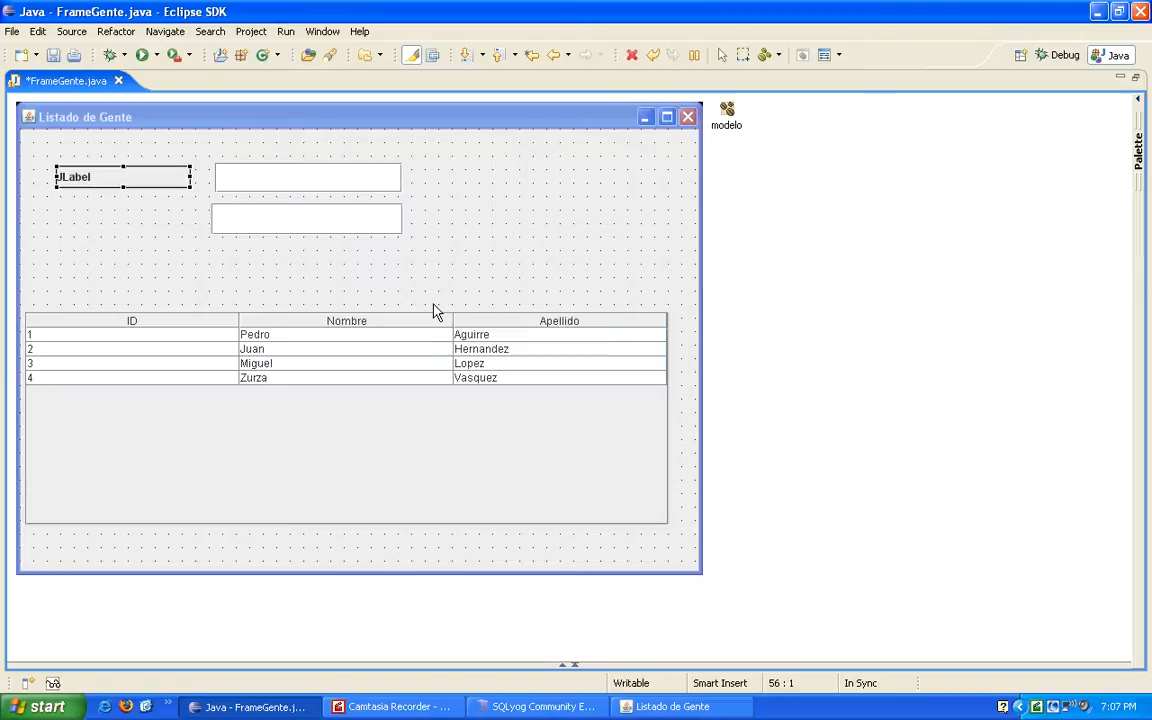 Java - FrameGente.java - Eclipse SDK
File Edit Source Refactor Navigate Search Project Run Window Help
Debug Java
*FrameGente.java
Listado de Gente
modelo
Palette
JLabel
ID Nombre Apellido
1 Pedro Aguirre
2 Juan Hernandez
3 Miguel Lopez
4 Zurza Vasquez
Writable Smart Insert 56 : 1 In Sync
start Java - FrameGente.j... Camtasia Recorder - ... SQLyog Community E... Listado de Gente 7:07 PM